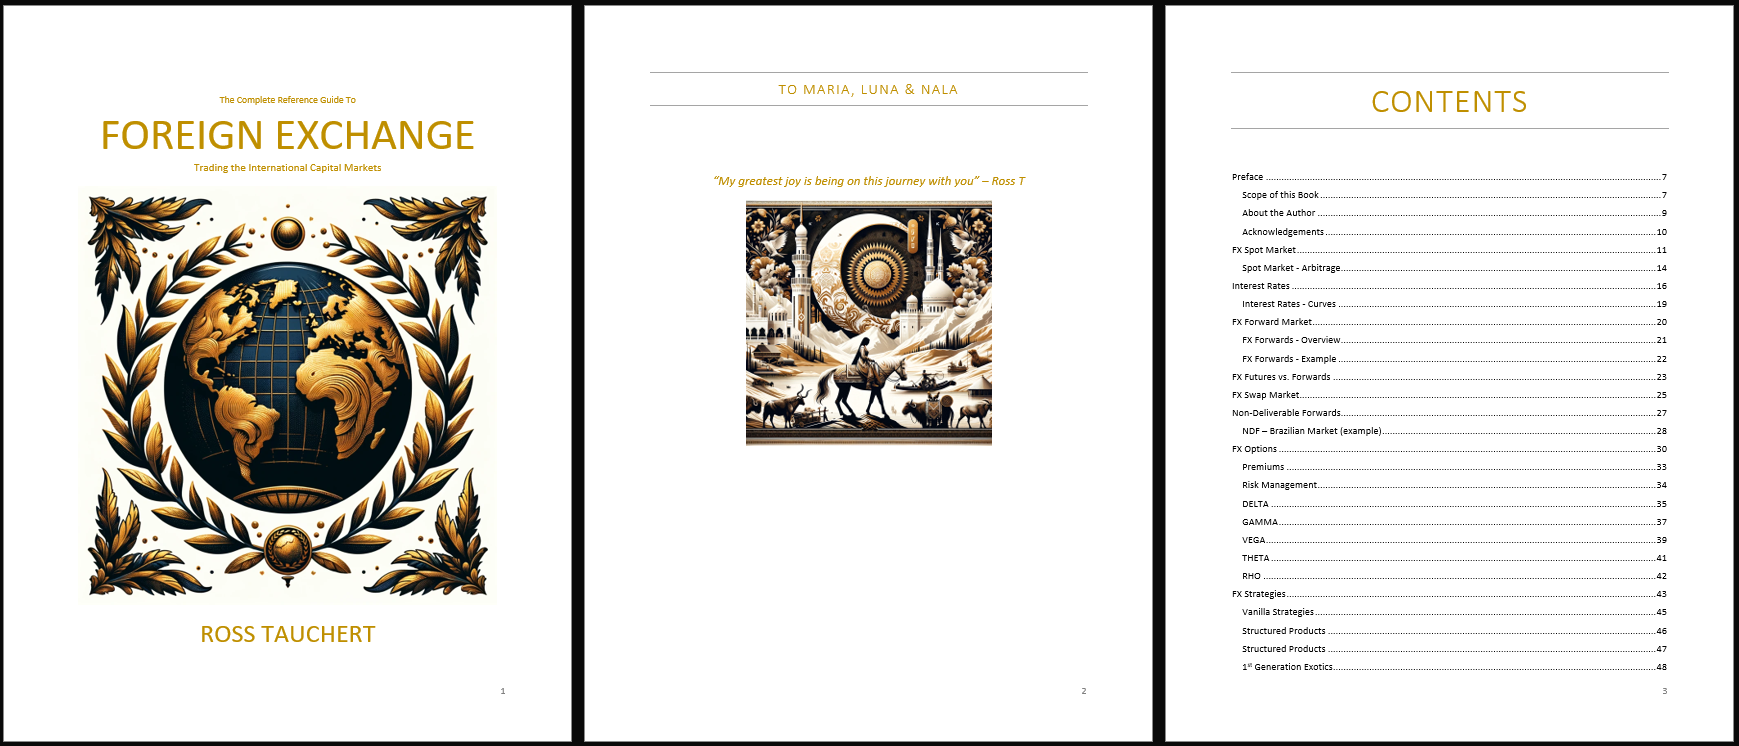 The Complete Reference Guide To
FOREIGN EXCHANGE
Trading the International Capital Markets
ROSS TAUCHERT
1
TO MARIA, LUNA & NALA
“My greatest joy is being on this journey with you” – Ross T
2
CONTENTS
Preface ..... 7
Scope of this Book ..... 7
About the Author ..... 9
Acknowledgements ..... 10
FX Spot Market ..... 11
Spot Market - Arbitrage ..... 14
Interest Rates ..... 16
Interest Rates - Curves ..... 19
FX Forward Market ..... 20
FX Forwards - Overview ..... 21
FX Forwards - Example ..... 22
FX Futures vs. Forwards ..... 23
FX Swap Market ..... 25
Non-Deliverable Forwards ..... 27
NDF – Brazilian Market (example) ..... 28
FX Options ..... 30
Premiums ..... 33
Risk Management ..... 34
DELTA ..... 35
GAMMA ..... 37
VEGA ..... 39
THETA ..... 41
RHO ..... 42
FX Strategies ..... 43
Vanilla Strategies ..... 45
Structured Products ..... 46
Structured Products ..... 47
1st Generation Exotics ..... 48
3